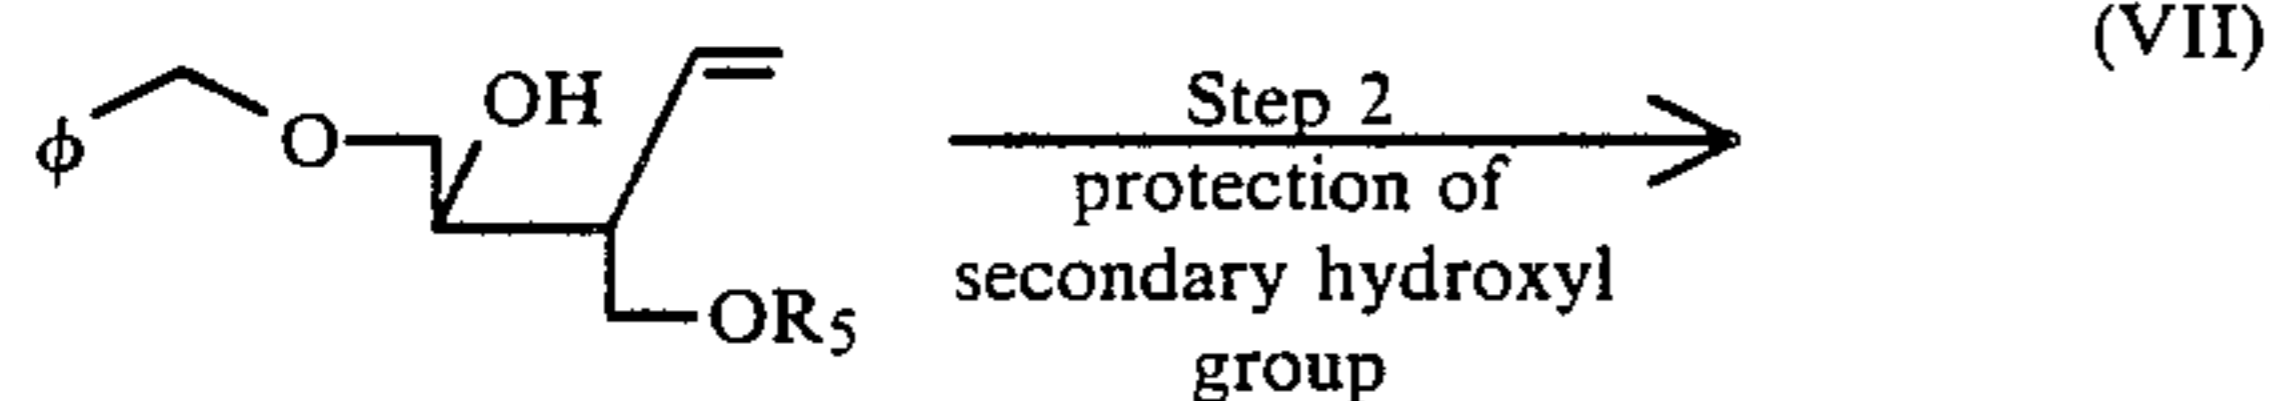 (VII)
OH
Step 2
ϕ
O
protection of
secondary hydroxyl
OR5
group